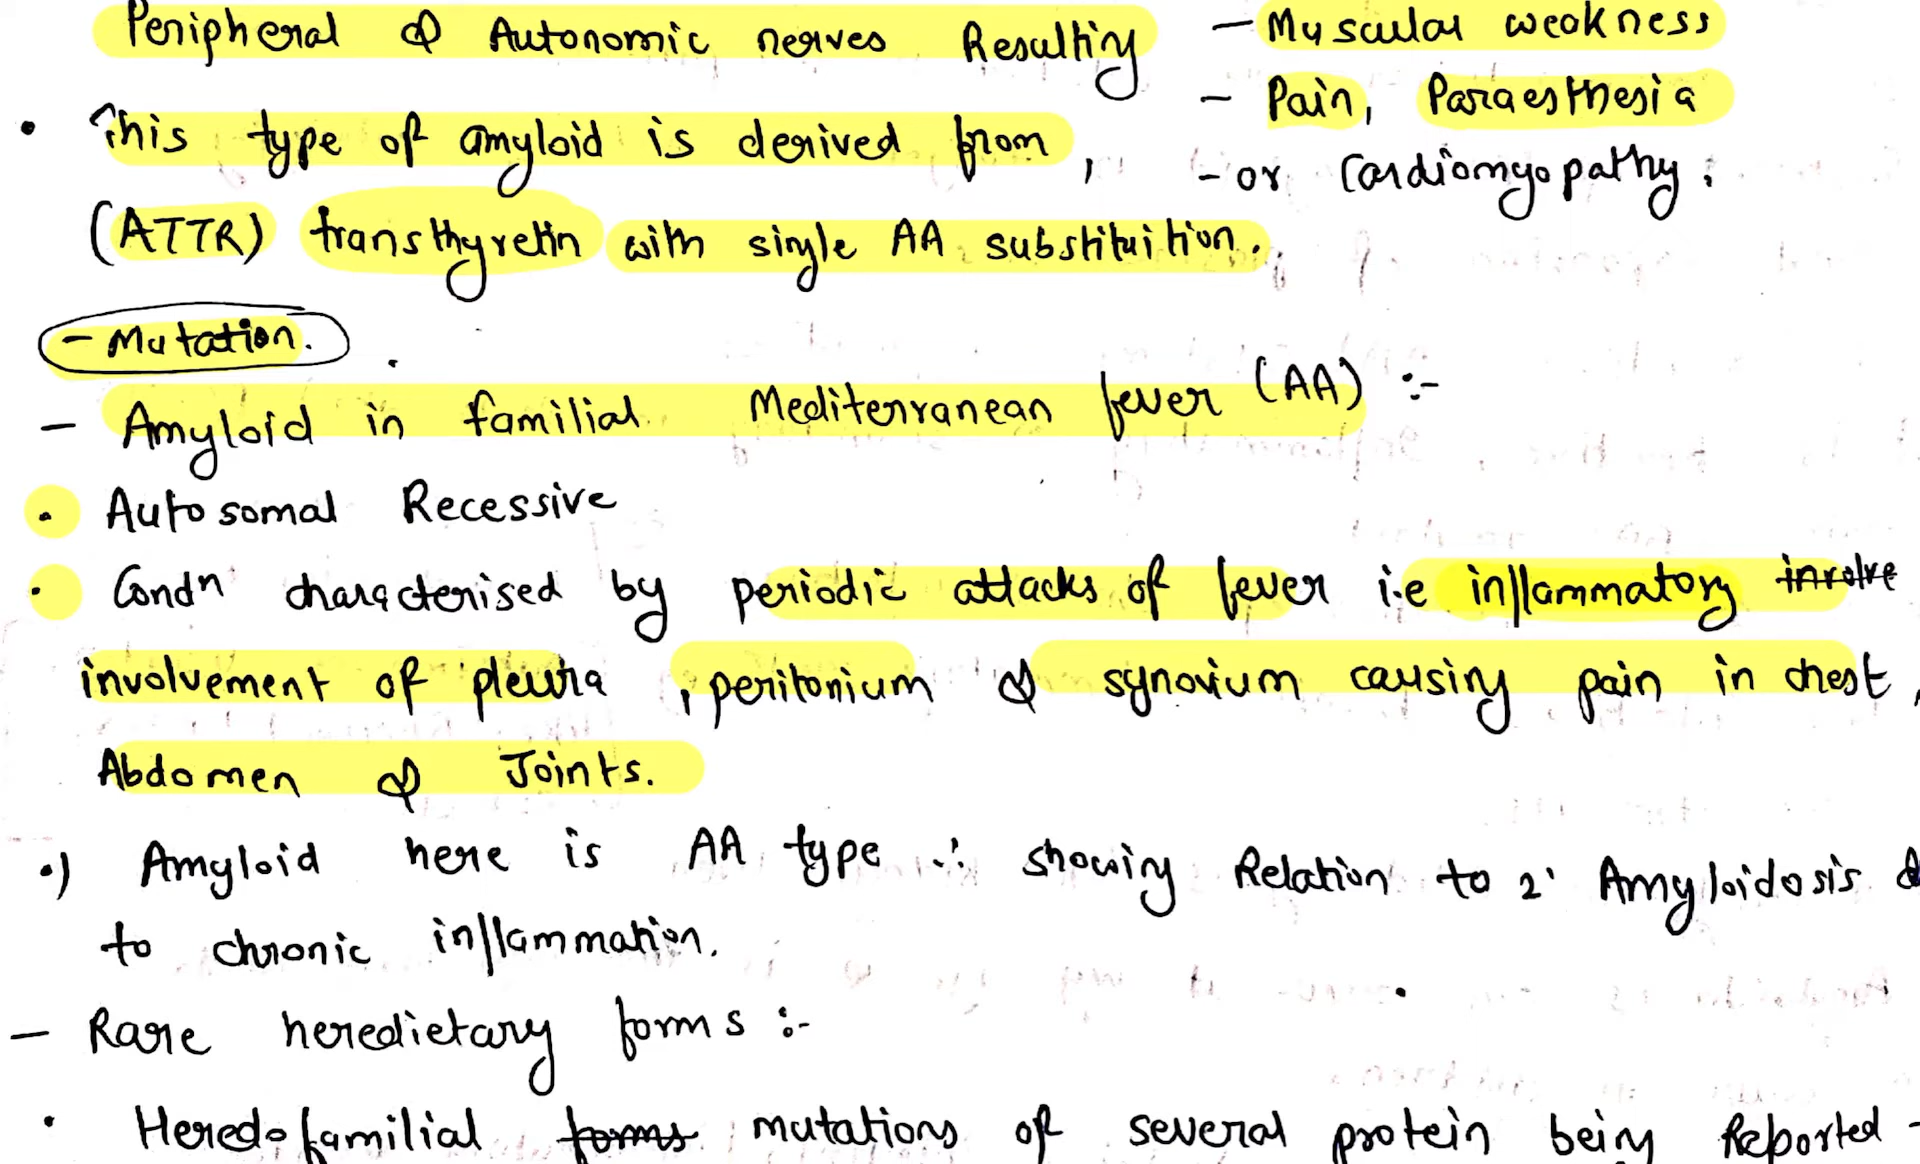 Peripheral & Autonomic nerves Resulting
- Muscular weakness
- Pain, Paraesthesia
- or Cardiomyopathy.
• This type of amyloid is derived from,
(ATTR) transthyretin with single AA substituition.
- Mutation.
- Amyloid in familial Mediterranean fever (AA) :-
• Autosomal Recessive
• Condn characterised by periodic attacks of fever i.e inflammatory involve
involvement of pleura, peritonium & synovium causing pain in chest,
Abdomen & Joints.
•) Amyloid here is AA type ∴ showing Relation to 2° Amyloidosis
to chronic inflammation.
- Rare heredietary forms :-
• Heredofamilial forms mutations of several protein being Reported -